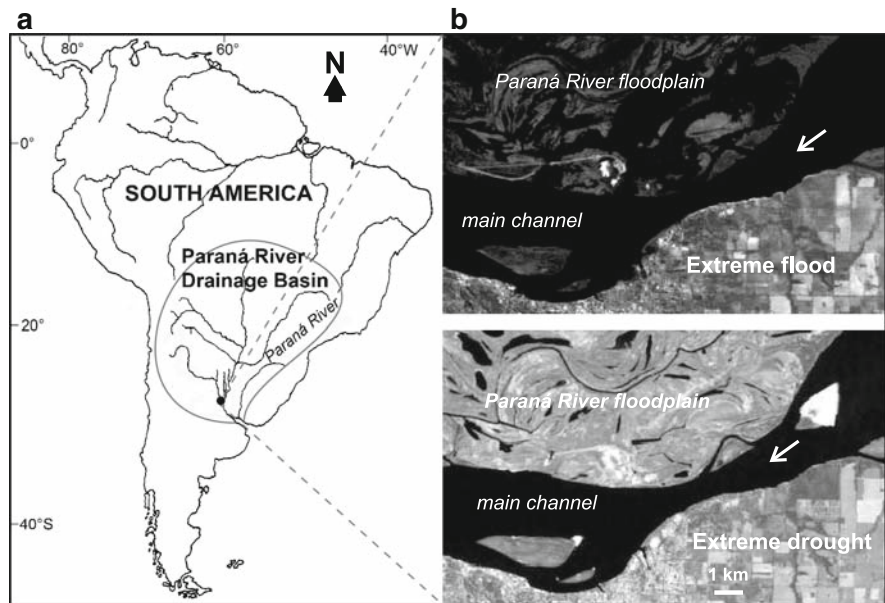 a
80°
60°
40°W
N
0°
SOUTH AMERICA
Paraná River
Drainage Basin
Paraná River
20°
40°S
b
Paraná River floodplain
main channel
Extreme flood
Paraná River floodplain
main channel
Extreme drought
1 km